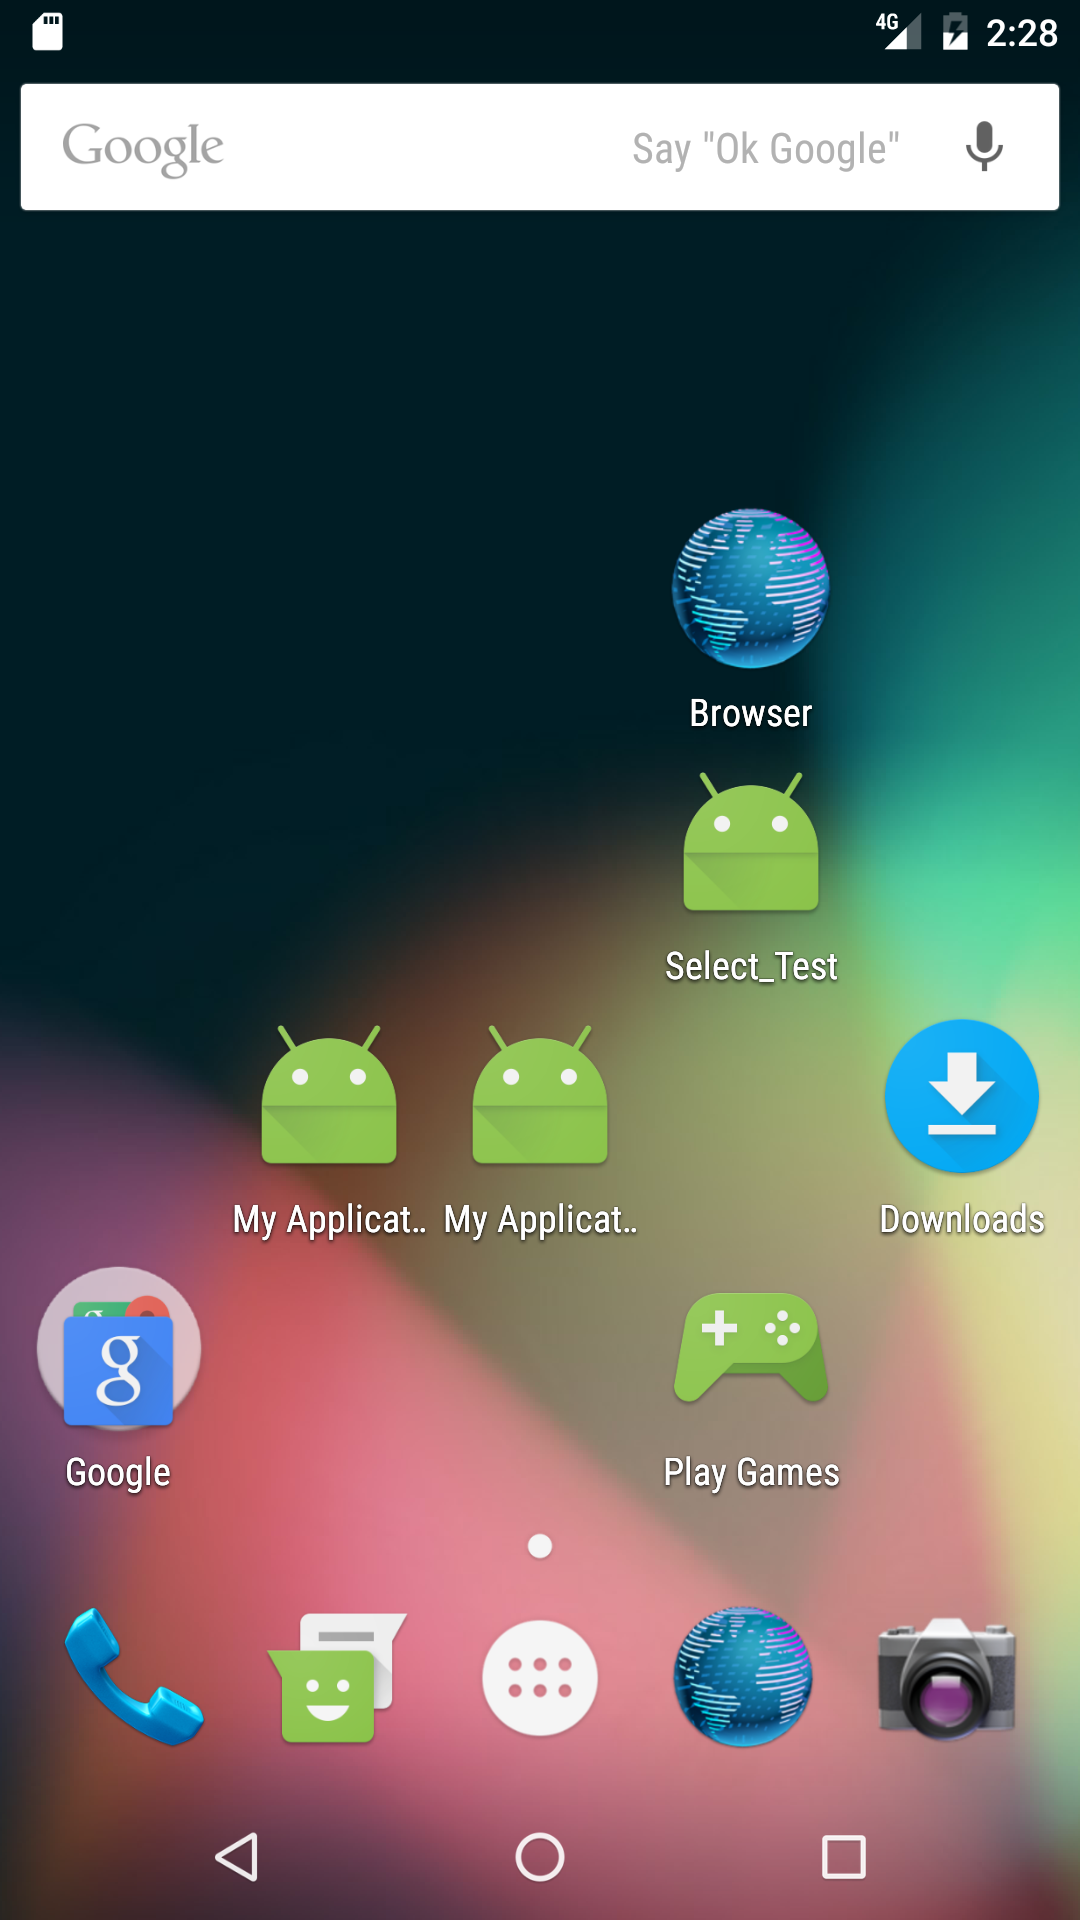 4G 2:28
Google Say "Ok Google"
Browser
Select_Test
My Applicat.. My Applicat.. Downloads
g
g
Google Play Games